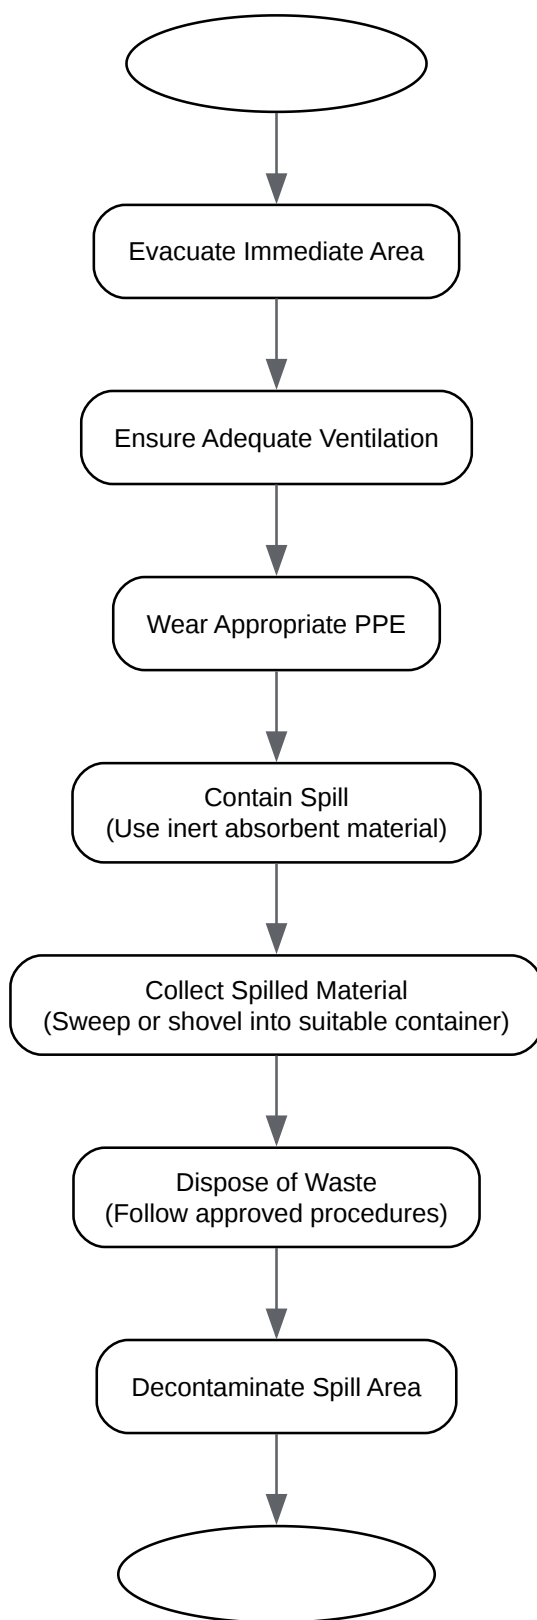 Evacuate Immediate Area
Ensure Adequate Ventilation
Wear Appropriate PPE
Contain Spill
(Use inert absorbent material)
Collect Spilled Material
(Sweep or shovel into suitable container)
Dispose of Waste
(Follow approved procedures)
Decontaminate Spill Area